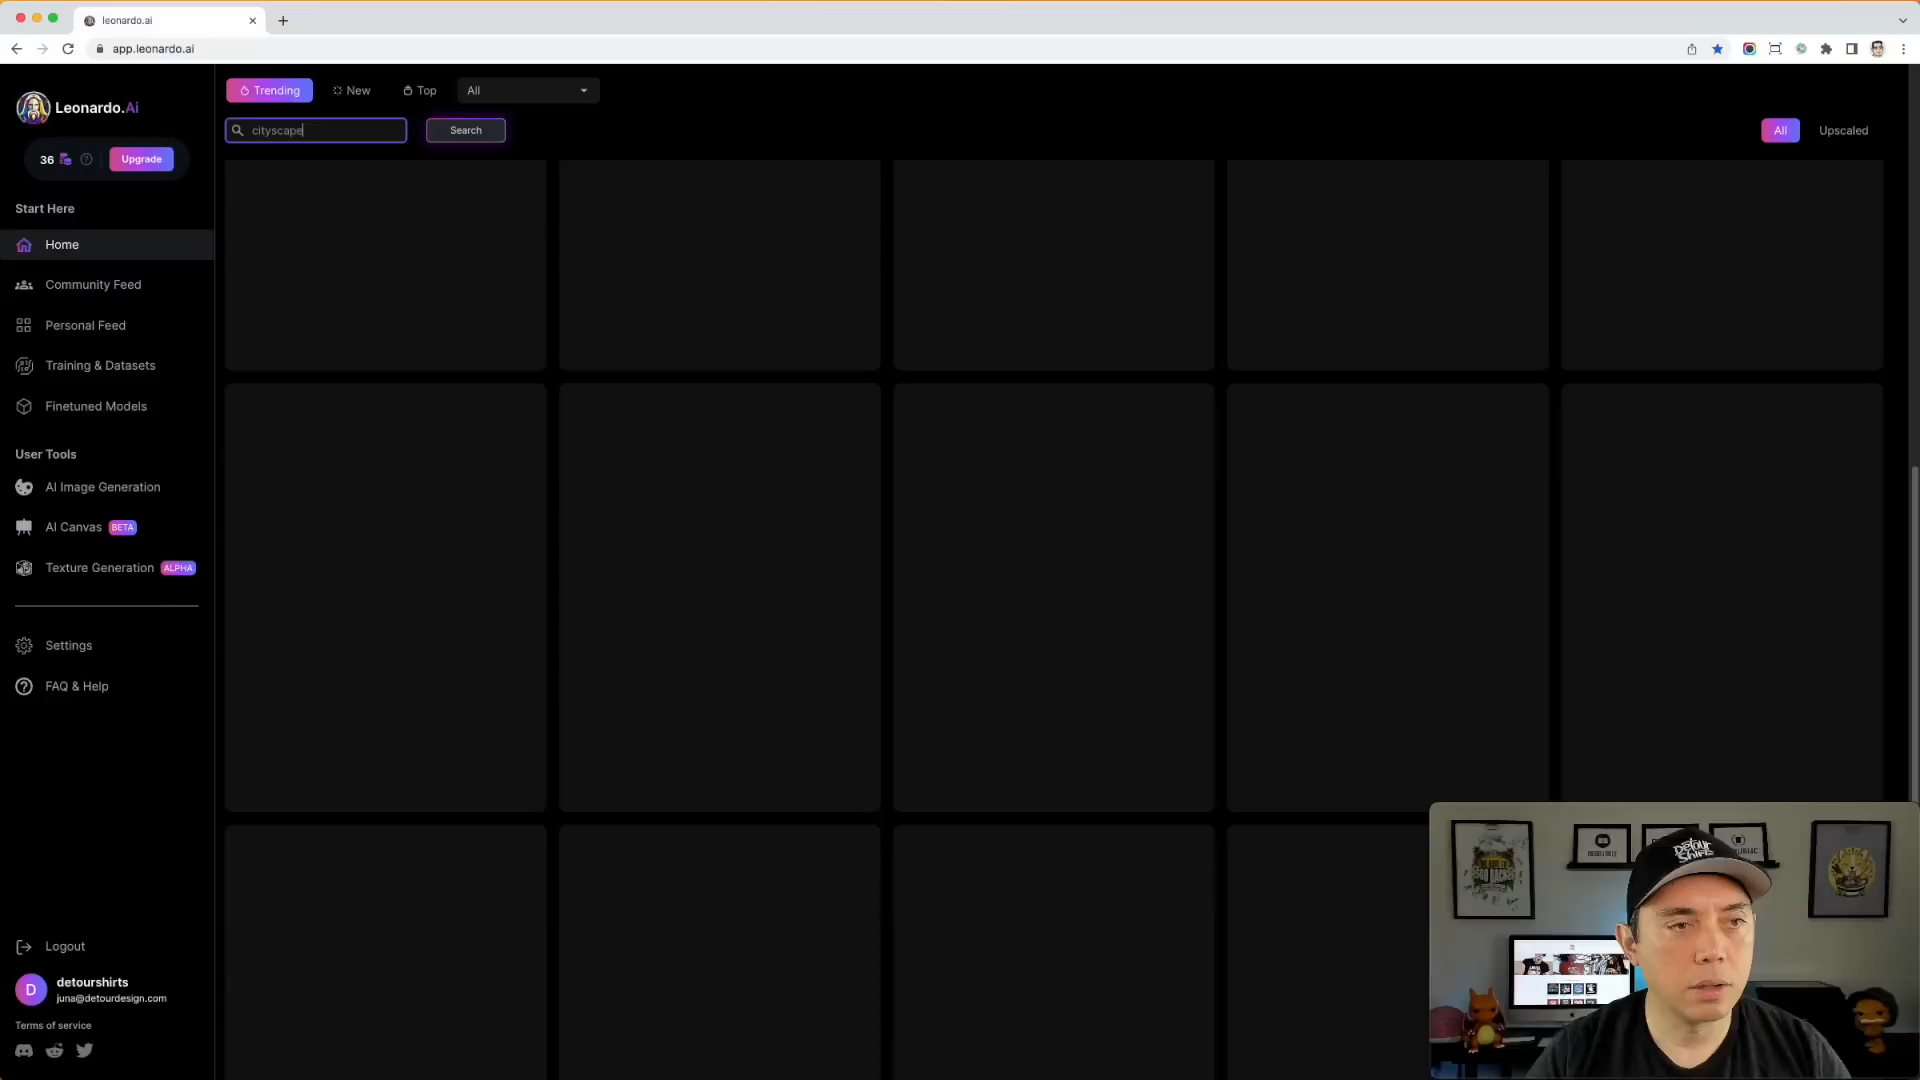 leonardo.ai
app.leonardo.ai
Leonardo.Ai
36
Upgrade
Trending
New
Top
All
cityscape
Search
All
Upscaled
Start Here
Home
Community Feed
Personal Feed
Training & Datasets
Finetuned Models
User Tools
AI Image Generation
AI Canvas BETA
Texture Generation ALPHA
Settings
FAQ & Help
Logout
D
detourshirts
juna@detourdesign.com
Terms of service
Detour
Shirts